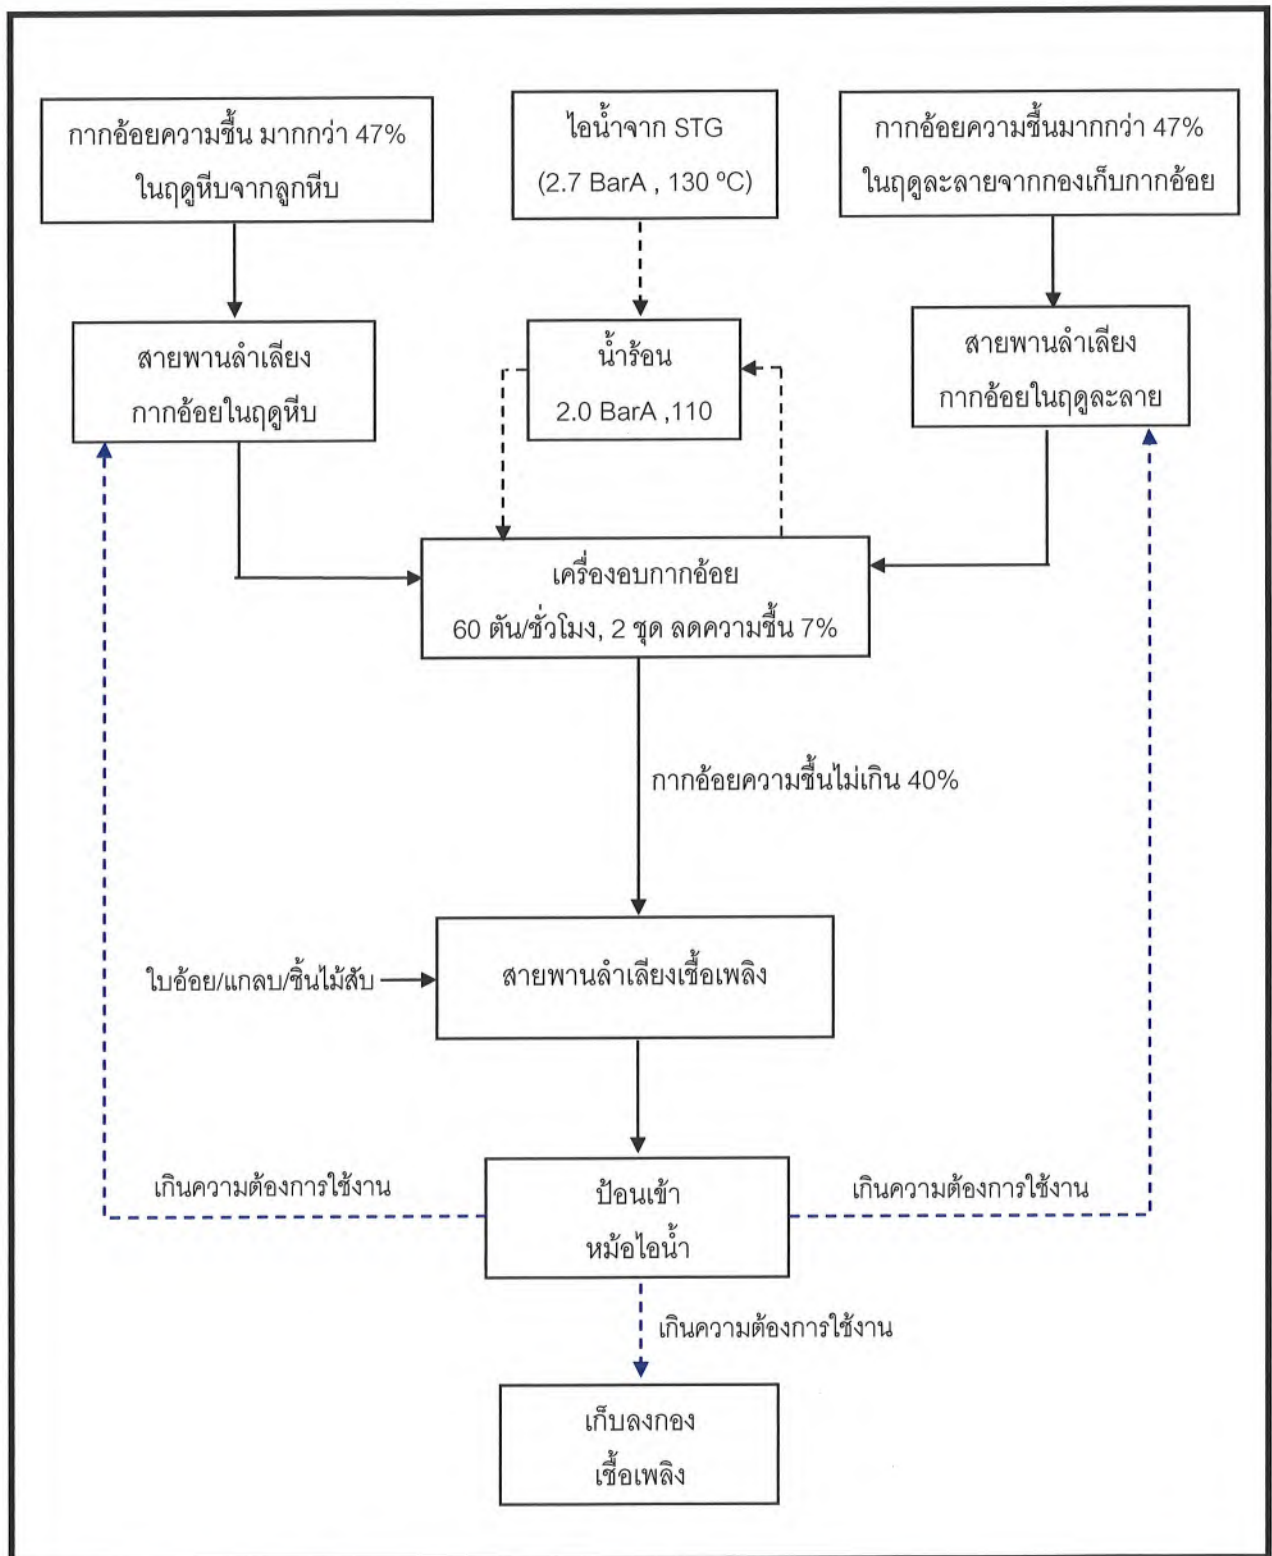 กากอ้อยความชื้น มากกว่า 47%
ในฤดูหีบจากลูกหีบ
ไอน้ำจาก STG
(2.7 BarA , 130 ºC)
กากอ้อยความชื้นมากกว่า 47%
ในฤดูละลายจากกองเก็บกากอ้อย
สายพานลำเลียง
กากอ้อยในฤดูหีบ
น้ำร้อน
2.0 BarA ,110
สายพานลำเลียง
กากอ้อยในฤดูละลาย
เครื่องอบกากอ้อย
60 ตัน/ชั่วโมง, 2 ชุด ลดความชื้น 7%
กากอ้อยความชื้นไม่เกิน 40%
ใบอ้อย/แกลบ/ชิ้นไม้สับ
สายพานลำเลียงเชื้อเพลิง
เกินความต้องการใช้งาน
ป้อนเข้า
หม้อไอน้ำ
เกินความต้องการใช้งาน
เกินความต้องการใช้งาน
เก็บลงกอง
เชื้อเพลิง